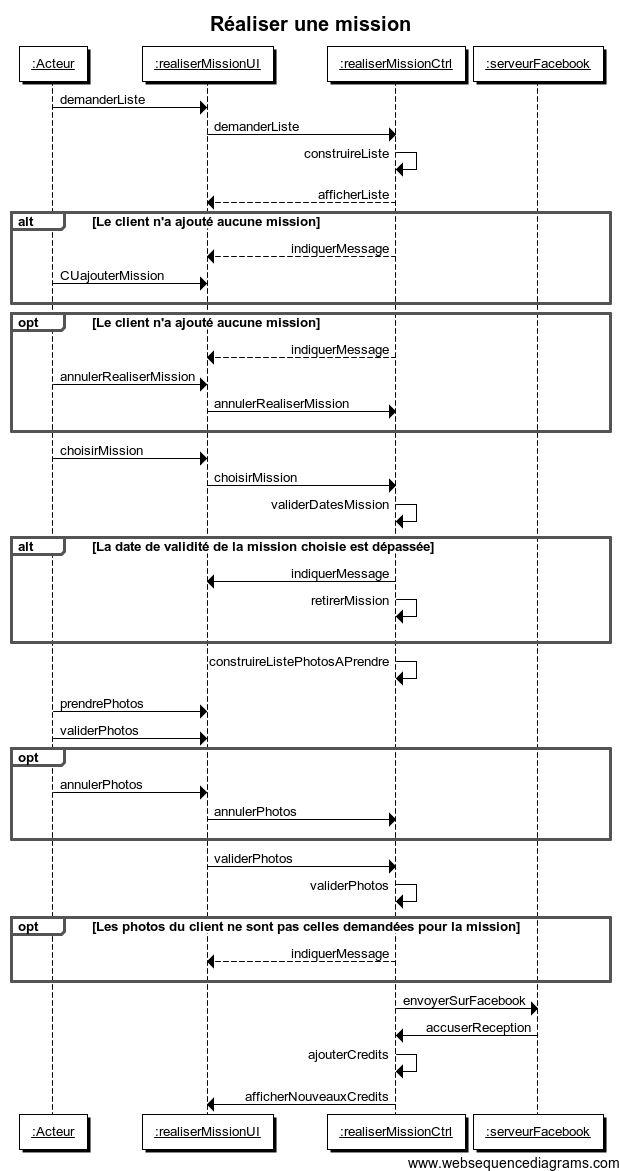 Réaliser une mission
:Acteur :realiserMissionUI :realiserMissionCtrl :serveurFacebook
demanderListe
demanderListe
construireListe
afficherListe
alt [Le client n'a ajouté aucune mission]
indiquerMessage
CUajouterMission
opt [Le client n'a ajouté aucune mission]
indiquerMessage
annulerRealiserMission
annulerRealiserMission
choisirMission
choisirMission
validerDatesMission
alt [La date de validité de la mission choisie est dépassée]
indiquerMessage
retirerMission
construireListePhotosAPrendre
prendrePhotos
validerPhotos
opt
annulerPhotos
annulerPhotos
validerPhotos
validerPhotos
opt [Les photos du client ne sont pas celles demandées pour la mission]
indiquerMessage
envoyerSurFacebook
accuserReception
ajouterCredits
afficherNouveauxCredits
:Acteur :realiserMissionUI :realiserMissionCtrl :serveurFacebook
www.websequencediagrams.com